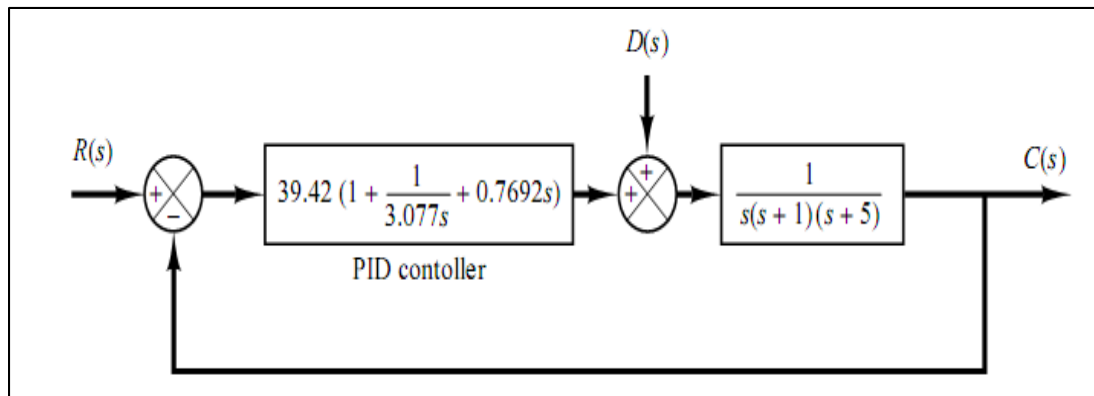 D(s)
R(s)
C(s)
+
−
39.42 (1 + 1/3.077s + 0.7692s)
+
+
1/s(s + 1)(s + 5)
PID contoller